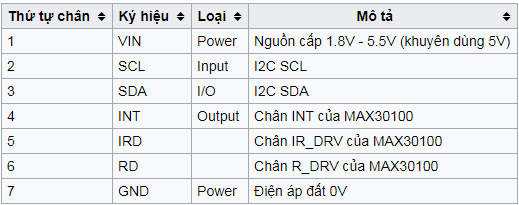 Thứ tự chân Ký hiệu Loại Mô tả
1 VIN Power Nguồn cấp 1.8V - 5.5V (khuyên dùng 5V)
2 SCL Input I2C SCL
3 SDA I/O I2C SDA
4 INT Output Chân INT của MAX30100
5 IRD Chân IR_DRV của MAX30100
6 RD Chân R_DRV của MAX30100
7 GND Power Điện áp đất 0V